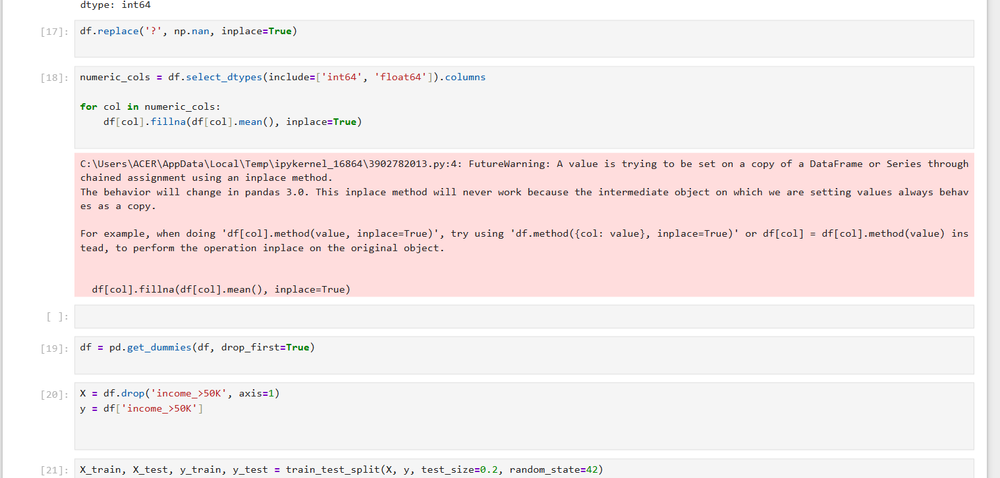 dtype: int64
[17]: df.replace('?', np.nan, inplace=True)
[18]: numeric_cols = df.select_dtypes(include=['int64', 'float64']).columns
for col in numeric_cols:
    df[col].fillna(df[col].mean(), inplace=True)
C:\Users\ACER\AppData\Local\Temp\ipykernel_16864\3902782013.py:4: FutureWarning: A value is trying to be set on a copy of a DataFrame or Series through
chained assignment using an inplace method.
The behavior will change in pandas 3.0. This inplace method will never work because the intermediate object on which we are setting values always behav
es as a copy.
For example, when doing 'df[col].method(value, inplace=True)', try using 'df.method({col: value}, inplace=True)' or df[col] = df[col].method(value) ins
tead, to perform the operation inplace on the original object.
  df[col].fillna(df[col].mean(), inplace=True)
[ ]:
[19]: df = pd.get_dummies(df, drop_first=True)
[20]: X = df.drop('income_>50K', axis=1)
y = df['income_>50K']
[21]: X_train, X_test, y_train, y_test = train_test_split(X, y, test_size=0.2, random_state=42)